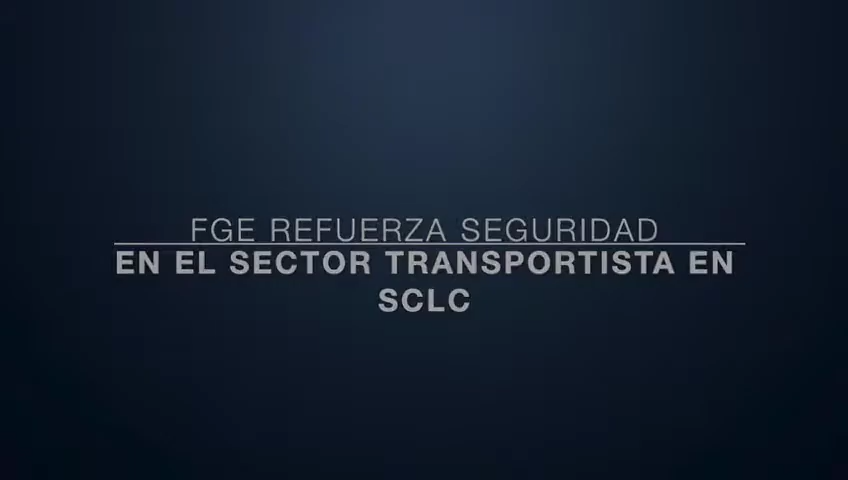 FGE REFUERZA SEGURIDAD
EN EL SECTOR TRANSPORTISTA EN
SCLC